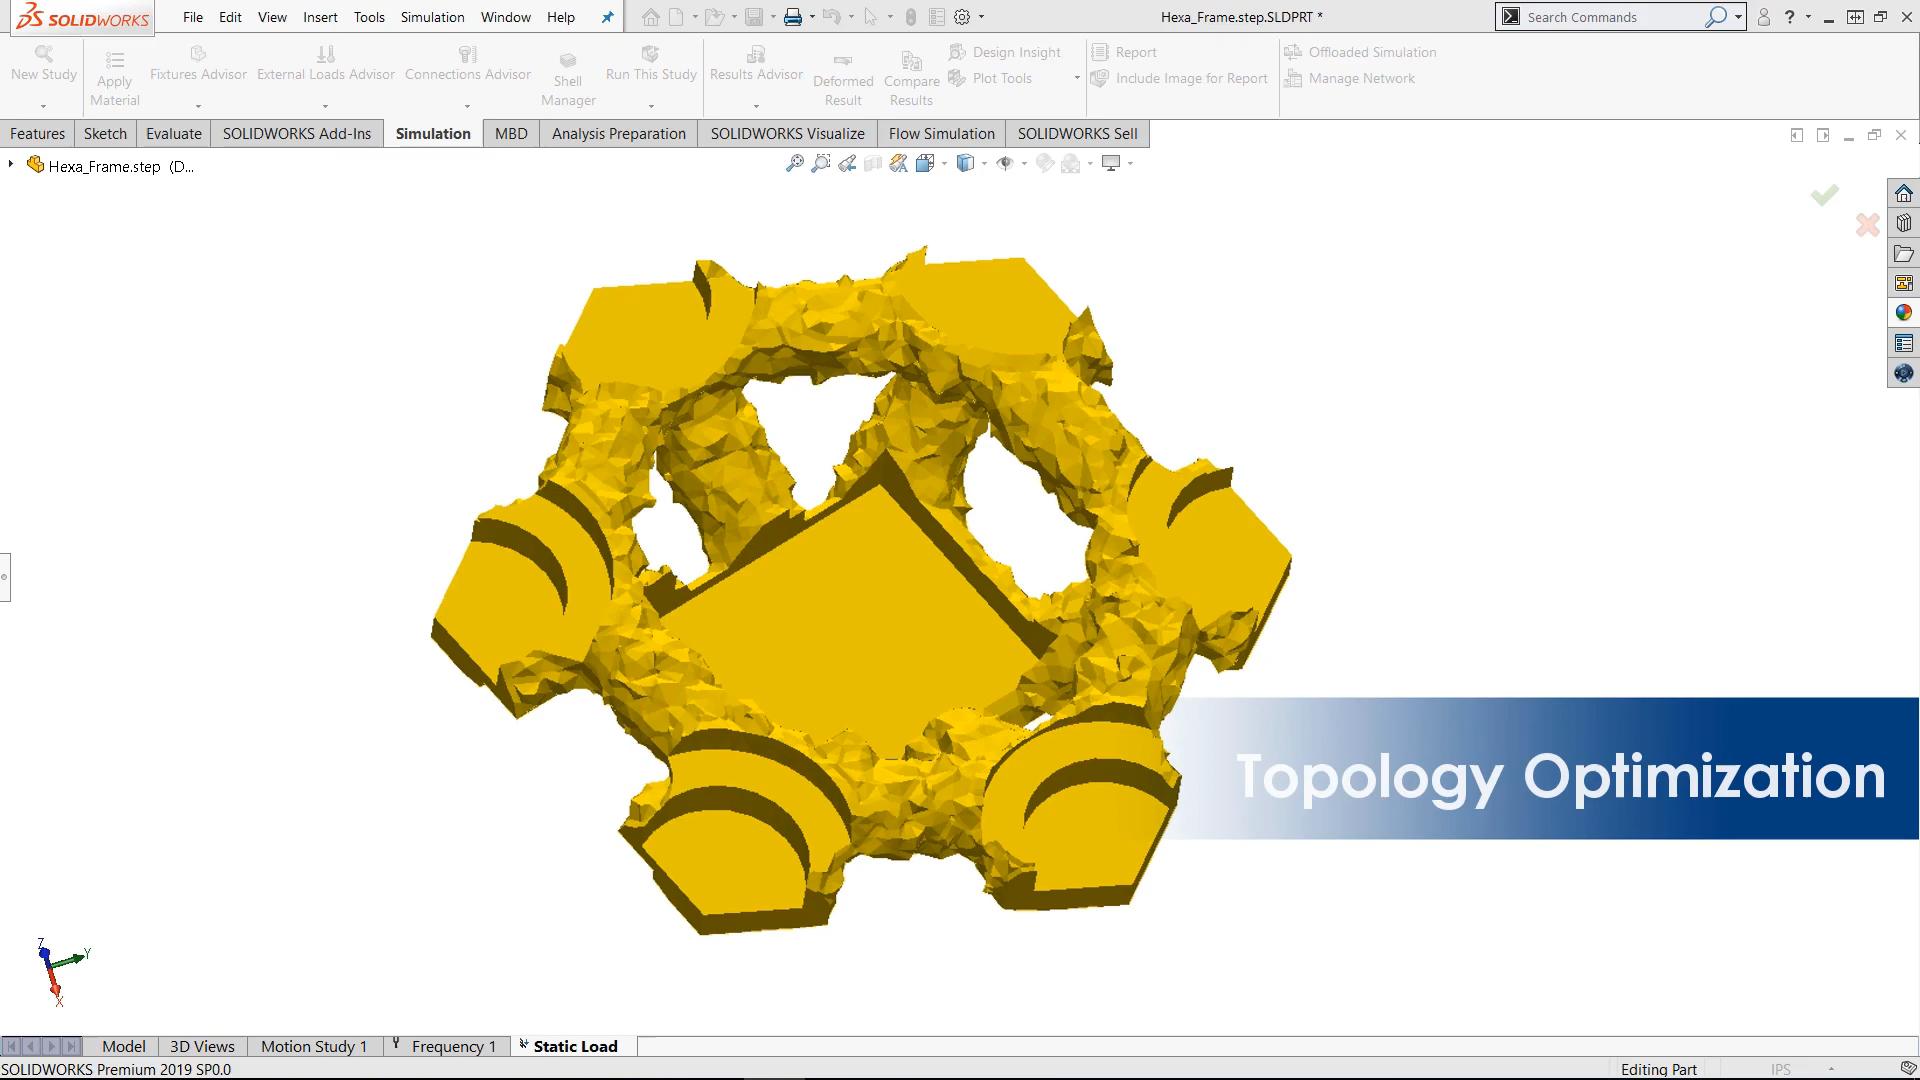 SOLIDWORKS
File Edit View Insert Tools Simulation Window Help
Hexa_Frame.step.SLDPRT *
Search Commands
?
New Study
Apply Material
Fixtures Advisor
External Loads Advisor
Connections Advisor
Shell Manager
Run This Study
Results Advisor
Deformed Result
Compare Results
Design Insight
Plot Tools
Report
Include Image for Report
Offloaded Simulation
Manage Network
Features Sketch Evaluate SOLIDWORKS Add-Ins Simulation MBD Analysis Preparation SOLIDWORKS Visualize Flow Simulation SOLIDWORKS Sell
Hexa_Frame.step (D...
Topology Optimization
Z
Y
X
Model 3D Views Motion Study 1 Frequency 1 Static Load
SOLIDWORKS Premium 2019 SP0.0
Editing Part
IPS